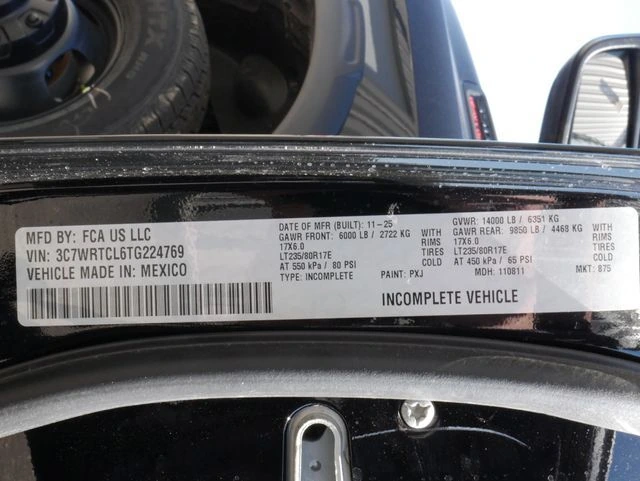 MFD BY: FCA US LLC
VIN: 3C7WRTCL6TG224769
VEHICLE MADE IN: MEXICO
DATE OF MFR (BUILT): 11-25
GAWR FRONT: 6000 LB / 2722 KG WITH
17X6.0 RIMS
LT235/80R17E TIRES
AT 550 kPa / 80 PSI COLD
TYPE: INCOMPLETE PAINT: PXJ
GVWR: 14000 LB / 6351 KG
GAWR REAR: 9850 LB / 4468 KG WITH
17X6.0 RIMS
LT235/80R17E TIRES
AT 450 kPa / 65 PSI COLD
MDH: 110811 MKT: 875
INCOMPLETE VEHICLE